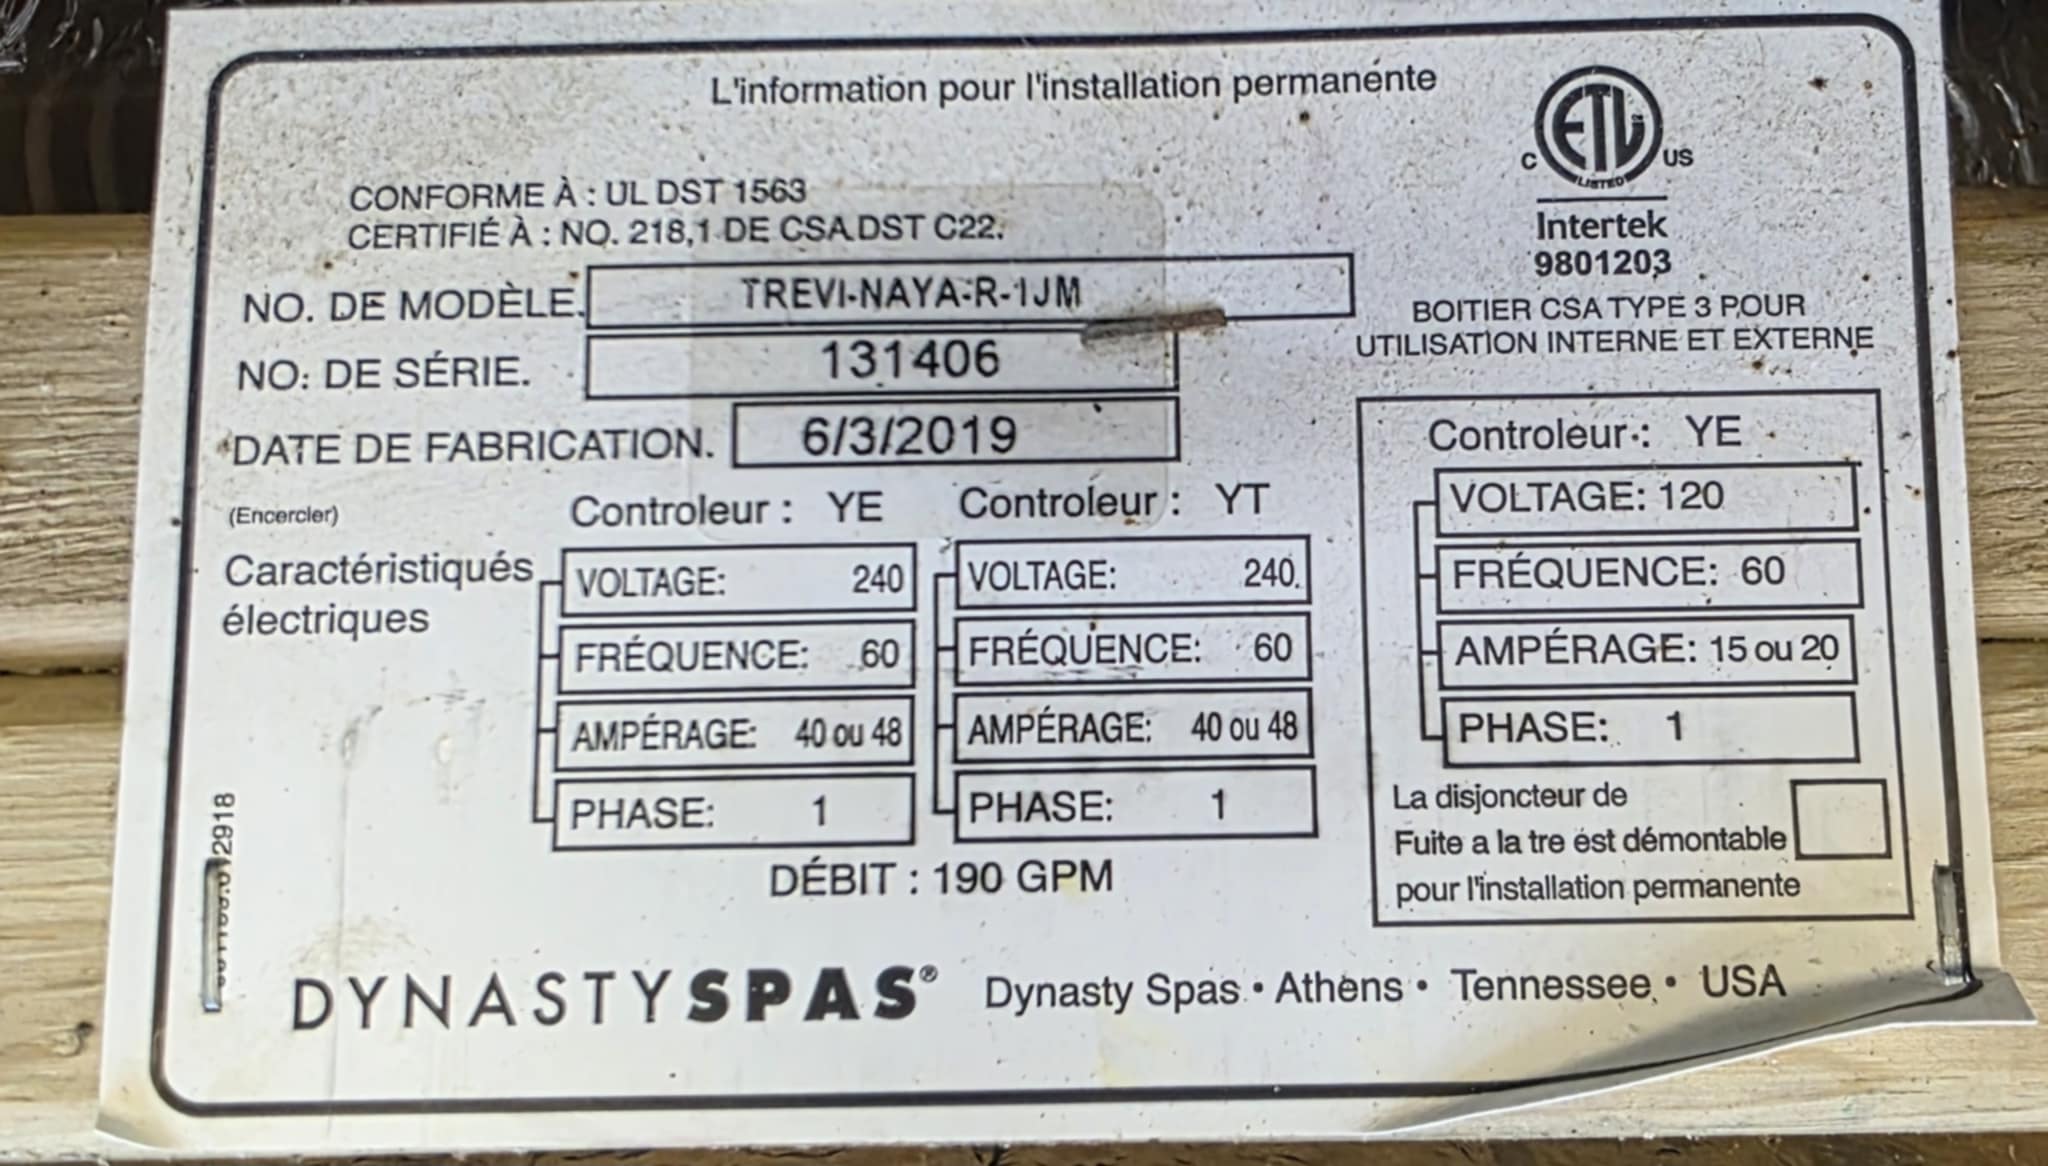 L'information pour l'installation permanente
ETL
C US
LISTED
Intertek
9801203
CONFORME À : UL DST 1563
CERTIFIÉ À : NO. 218,1 DE CSA DST C22.
BOITIER CSA TYPE 3 POUR
UTILISATION INTERNE ET EXTERNE
NO. DE MODÈLE. TREVI-NAYA-R-1JM
NO: DE SÉRIE. 131406
DATE DE FABRICATION. 6/3/2019
(Encercler)
Caractéristiqués
électriques
Controleur : YE
VOLTAGE: 240
FRÉQUENCE: 60
AMPÉRAGE: 40 ou 48
PHASE: 1
Controleur : YT
VOLTAGE: 240
FRÉQUENCE: 60
AMPÉRAGE: 40 ou 48
PHASE: 1
Controleur : YE
VOLTAGE: 120
FRÉQUENCE: 60
AMPÉRAGE: 15 ou 20
PHASE: 1
La disjoncteur de
Fuite a la tre est démontable
pour l'installation permanente
DÉBIT : 190 GPM
DYNASTYSPAS® Dynasty Spas • Athens • Tennessee • USA